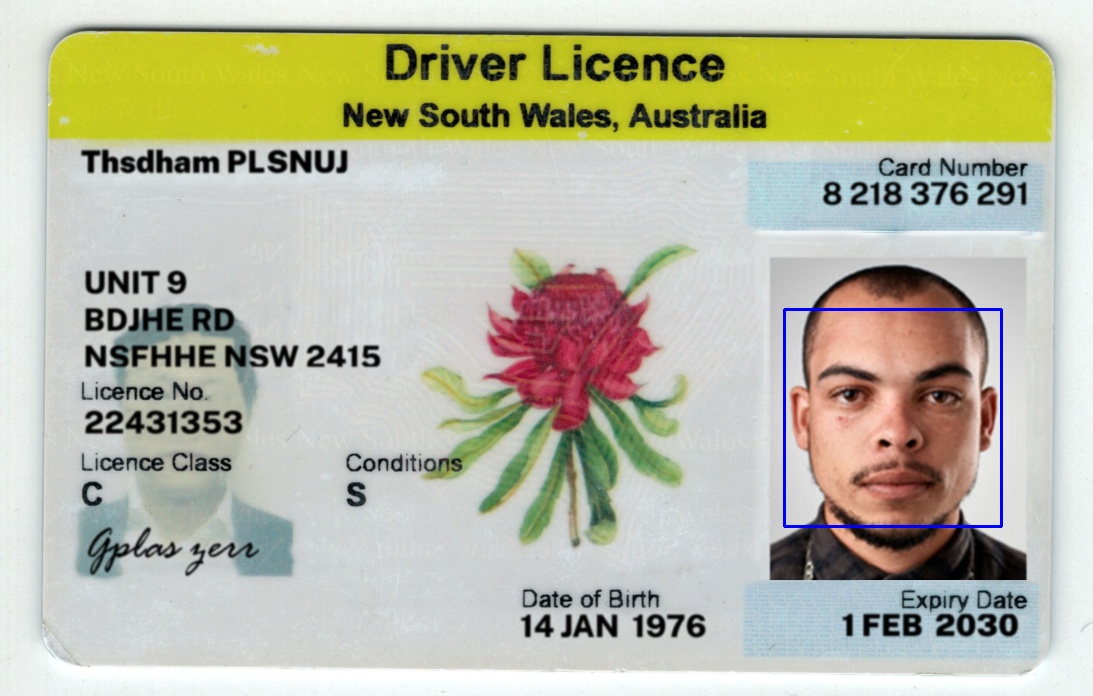 Driver Licence
New South Wales, Australia
Thsdham PLSNUJ
Card Number
8 218 376 291
UNIT 9
BDJHE RD
NSFHHE NSW 2415
Licence No.
22431353
Licence Class
Conditions
C
S
Gplas zerr
Date of Birth
14 JAN 1976
Expiry Date
1 FEB 2030